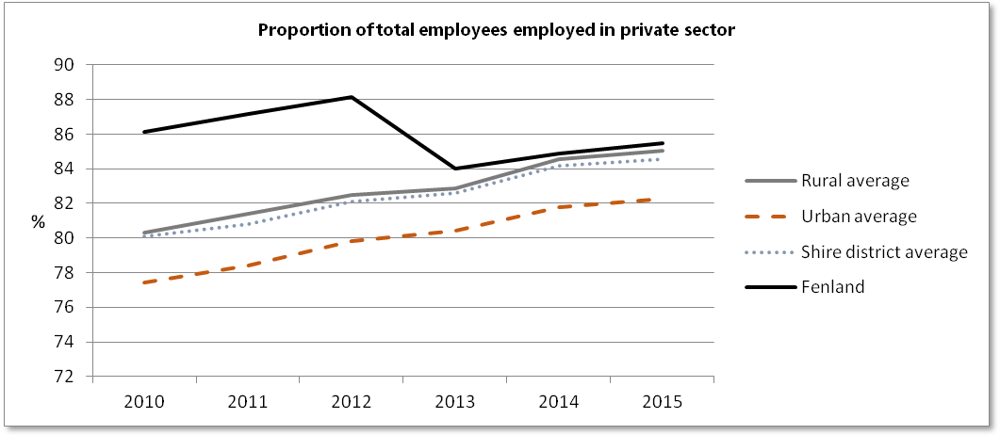 Proportion of total employees employed in private sector
90
88
86
84
82
80
78
76
74
72
%
2010 2011 2012 2013 2014 2015
Rural average
Urban average
Shire district average
Fenland